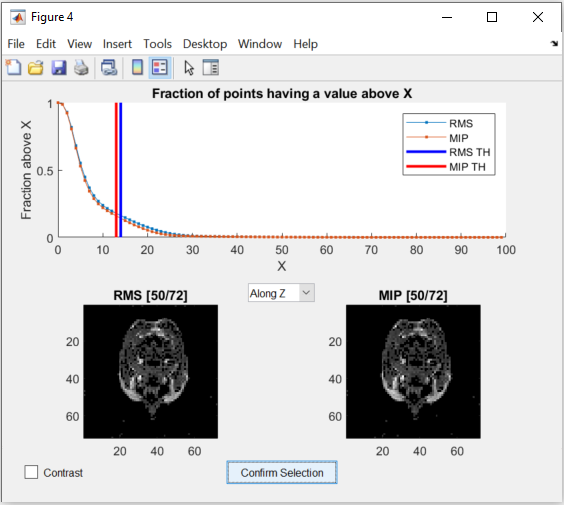 Figure 4
File Edit View Insert Tools Desktop Window Help
Fraction of points having a value above X
Fraction above X
1
0.5
0
0 10 20 30 40 50 60 70 80 90 100
X
RMS
MIP
RMS TH
MIP TH
Along Z
RMS [50/72]
20
40
60
20 40 60
MIP [50/72]
20
40
60
20 40 60
Contrast
Confirm Selection